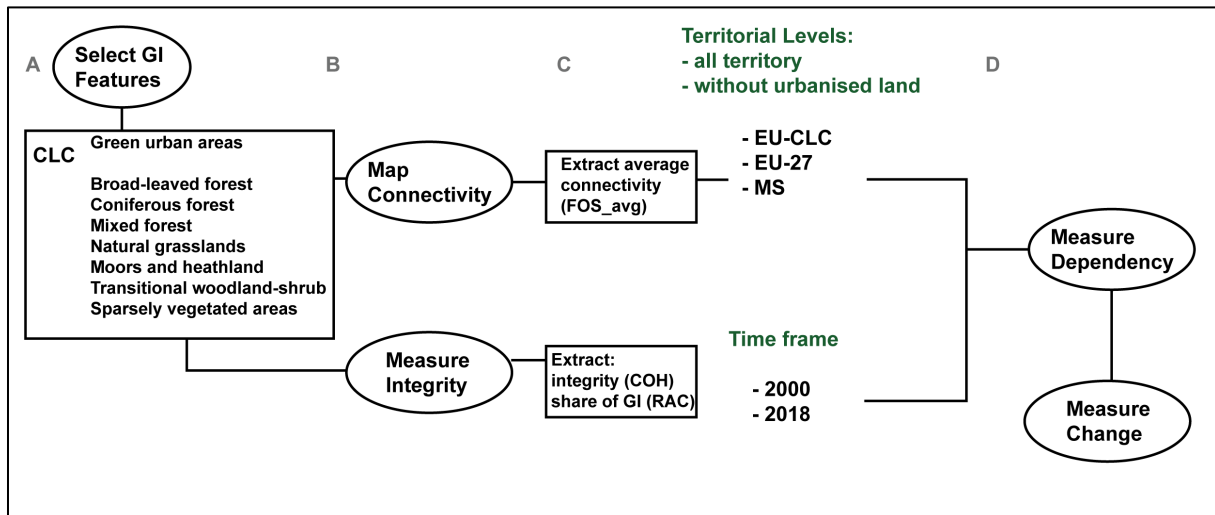 A
Select GI
Features
CLC
Green urban areas
Broad-leaved forest
Coniferous forest
Mixed forest
Natural grasslands
Moors and heathland
Transitional woodland-shrub
Sparsely vegetated areas
B
Map
Connectivity
Measure
Integrity
C
Extract average
connectivity
(FOS_avg)
Extract:
integrity (COH)
share of GI (RAC)
Territorial Levels:
- all territory
- without urbanised land
- EU-CLC
- EU-27
- MS
Time frame
- 2000
- 2018
D
Measure
Dependency
Measure
Change